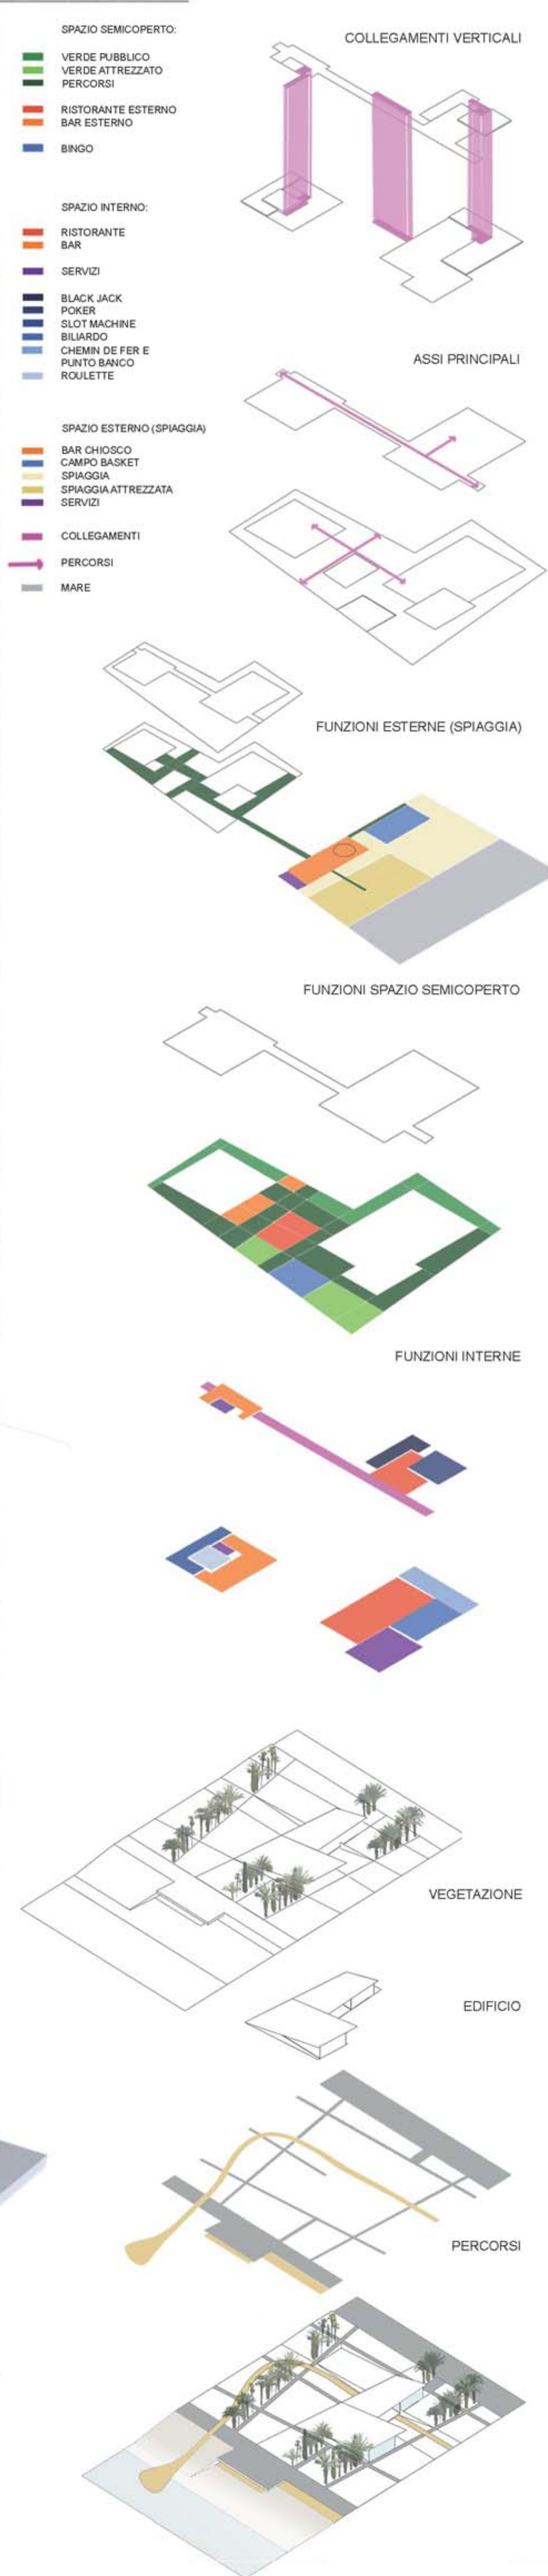 SPAZIO SEMICOPERTO:
VERDE PUBBLICO
VERDE ATTREZZATO
PERCORSI
RISTORANTE ESTERNO
BAR ESTERNO
BINGO
SPAZIO INTERNO:
RISTORANTE
BAR
SERVIZI
BLACK JACK
POKER
SLOT MACHINE
BILIARDO
CHEMIN DE FER E
PUNTO BANCO
ROULETTE
SPAZIO ESTERNO (SPIAGGIA)
BAR CHIOSCO
CAMPO BASKET
SPIAGGIA
SPIAGGIA ATTREZZATA
SERVIZI
COLLEGAMENTI
PERCORSI
MARE
COLLEGAMENTI VERTICALI
ASSI PRINCIPALI
FUNZIONI ESTERNE (SPIAGGIA)
FUNZIONI SPAZIO SEMICOPERTO
FUNZIONI INTERNE
VEGETAZIONE
EDIFICIO
PERCORSI